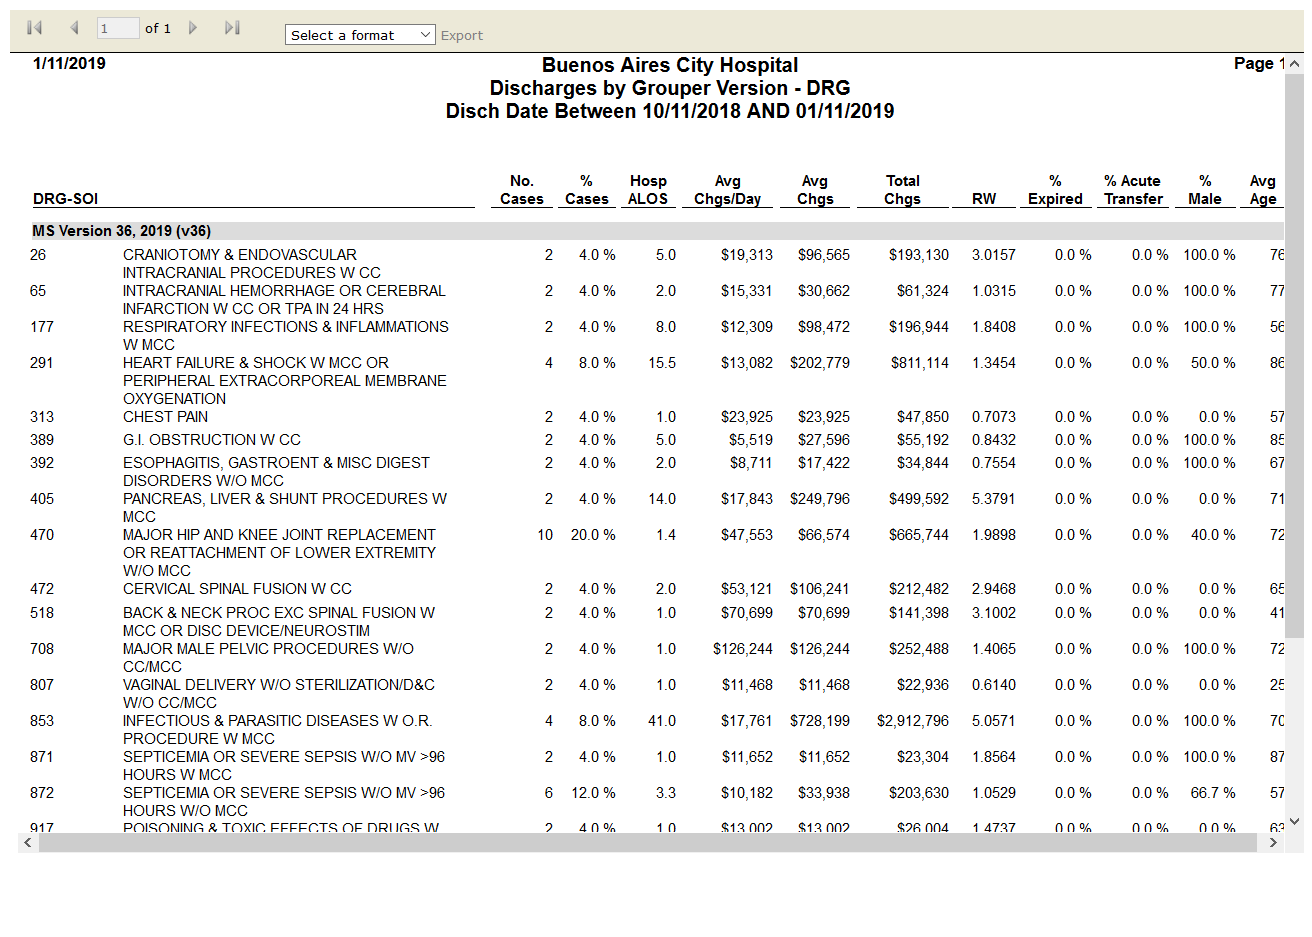 1 of 1 Select a format Export
1/11/2019 Buenos Aires City Hospital Page 1
Discharges by Grouper Version - DRG
Disch Date Between 10/11/2018 AND 01/11/2019
No. % Hosp Avg Avg Total % % Acute % Avg
DRG-SOI Cases Cases ALOS Chgs/Day Chgs Chgs RW Expired Transfer Male Age
MS Version 36, 2019 (v36)
26 CRANIOTOMY & ENDOVASCULAR 2 4.0 % 5.0 $19,313 $96,565 $193,130 3.0157 0.0 % 0.0 % 100.0 % 76
INTRACRANIAL PROCEDURES W CC
65 INTRACRANIAL HEMORRHAGE OR CEREBRAL 2 4.0 % 2.0 $15,331 $30,662 $61,324 1.0315 0.0 % 0.0 % 100.0 % 77
INFARCTION W CC OR TPA IN 24 HRS
177 RESPIRATORY INFECTIONS & INFLAMMATIONS 2 4.0 % 8.0 $12,309 $98,472 $196,944 1.8408 0.0 % 0.0 % 100.0 % 56
W MCC
291 HEART FAILURE & SHOCK W MCC OR 4 8.0 % 15.5 $13,082 $202,779 $811,114 1.3454 0.0 % 0.0 % 50.0 % 86
PERIPHERAL EXTRACORPOREAL MEMBRANE
OXYGENATION
313 CHEST PAIN 2 4.0 % 1.0 $23,925 $23,925 $47,850 0.7073 0.0 % 0.0 % 0.0 % 57
389 G.I. OBSTRUCTION W CC 2 4.0 % 5.0 $5,519 $27,596 $55,192 0.8432 0.0 % 0.0 % 100.0 % 85
392 ESOPHAGITIS, GASTROENT & MISC DIGEST 2 4.0 % 2.0 $8,711 $17,422 $34,844 0.7554 0.0 % 0.0 % 100.0 % 67
DISORDERS W/O MCC
405 PANCREAS, LIVER & SHUNT PROCEDURES W 2 4.0 % 14.0 $17,843 $249,796 $499,592 5.3791 0.0 % 0.0 % 0.0 % 71
MCC
470 MAJOR HIP AND KNEE JOINT REPLACEMENT 10 20.0 % 1.4 $47,553 $66,574 $665,744 1.9898 0.0 % 0.0 % 40.0 % 72
OR REATTACHMENT OF LOWER EXTREMITY
W/O MCC
472 CERVICAL SPINAL FUSION W CC 2 4.0 % 2.0 $53,121 $106,241 $212,482 2.9468 0.0 % 0.0 % 0.0 % 65
518 BACK & NECK PROC EXC SPINAL FUSION W 2 4.0 % 1.0 $70,699 $70,699 $141,398 3.1002 0.0 % 0.0 % 0.0 % 41
MCC OR DISC DEVICE/NEUROSTIM
708 MAJOR MALE PELVIC PROCEDURES W/O 2 4.0 % 1.0 $126,244 $126,244 $252,488 1.4065 0.0 % 0.0 % 100.0 % 72
CC/MCC
807 VAGINAL DELIVERY W/O STERILIZATION/D&C 2 4.0 % 1.0 $11,468 $11,468 $22,936 0.6140 0.0 % 0.0 % 0.0 % 25
W/O CC/MCC
853 INFECTIOUS & PARASITIC DISEASES W O.R. 4 8.0 % 41.0 $17,761 $728,199 $2,912,796 5.0571 0.0 % 0.0 % 100.0 % 70
PROCEDURE W MCC
871 SEPTICEMIA OR SEVERE SEPSIS W/O MV >96 2 4.0 % 1.0 $11,652 $11,652 $23,304 1.8564 0.0 % 0.0 % 100.0 % 87
HOURS W MCC
872 SEPTICEMIA OR SEVERE SEPSIS W/O MV >96 6 12.0 % 3.3 $10,182 $33,938 $203,630 1.0529 0.0 % 0.0 % 66.7 % 57
HOURS W/O MCC
917 POISONING & TOXIC EFFECTS OF DRUGS W 2 4.0 % 1.0 $13,002 $13,002 $26,004 1.4737 0.0 % 0.0 % 0.0 % 63